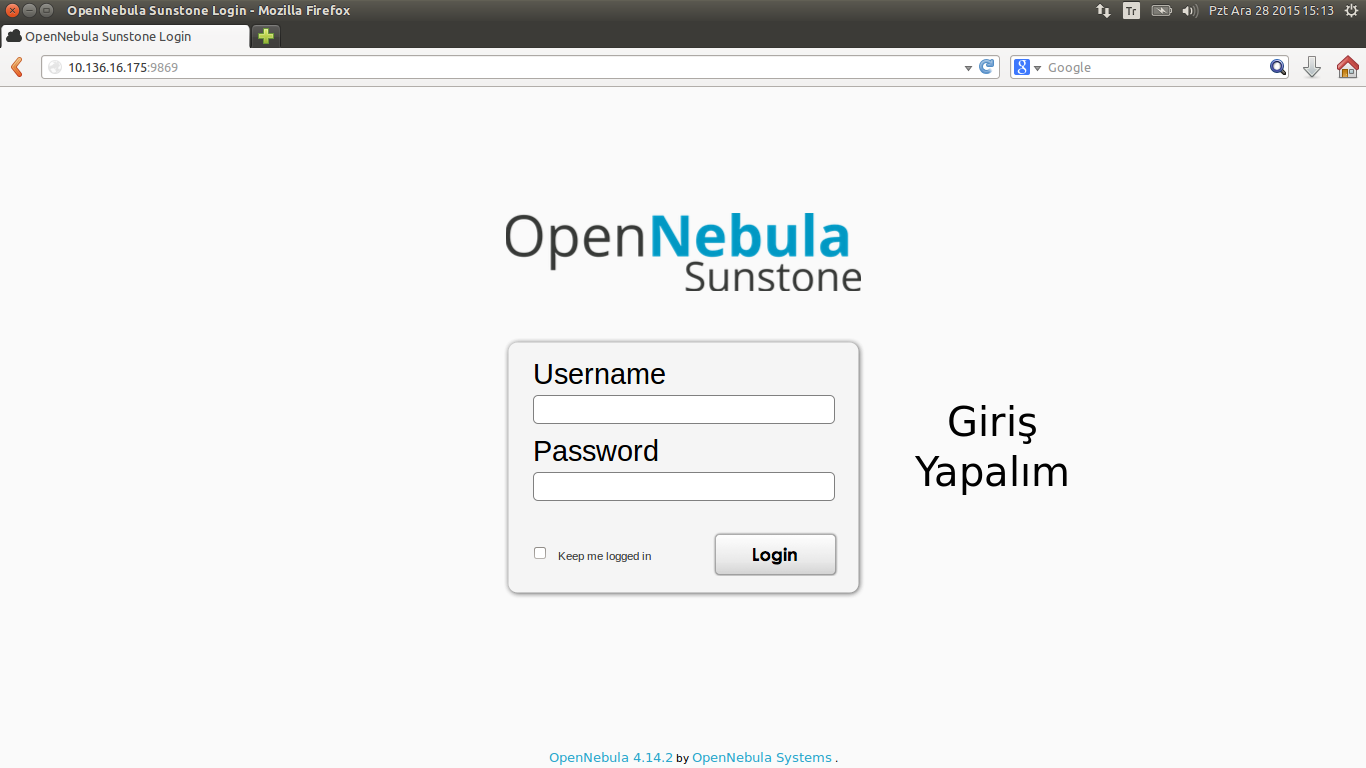 OpenNebula Sunstone Login - Mozilla Firefox
Tr
Pzt Ara 28 2015 15:13
OpenNebula Sunstone Login
10.136.16.175:9869
8
Google
OpenNebula
Sunstone
Username
Password
Keep me logged in
Login
Giriş
Yapalım
OpenNebula 4.14.2 by OpenNebula Systems .